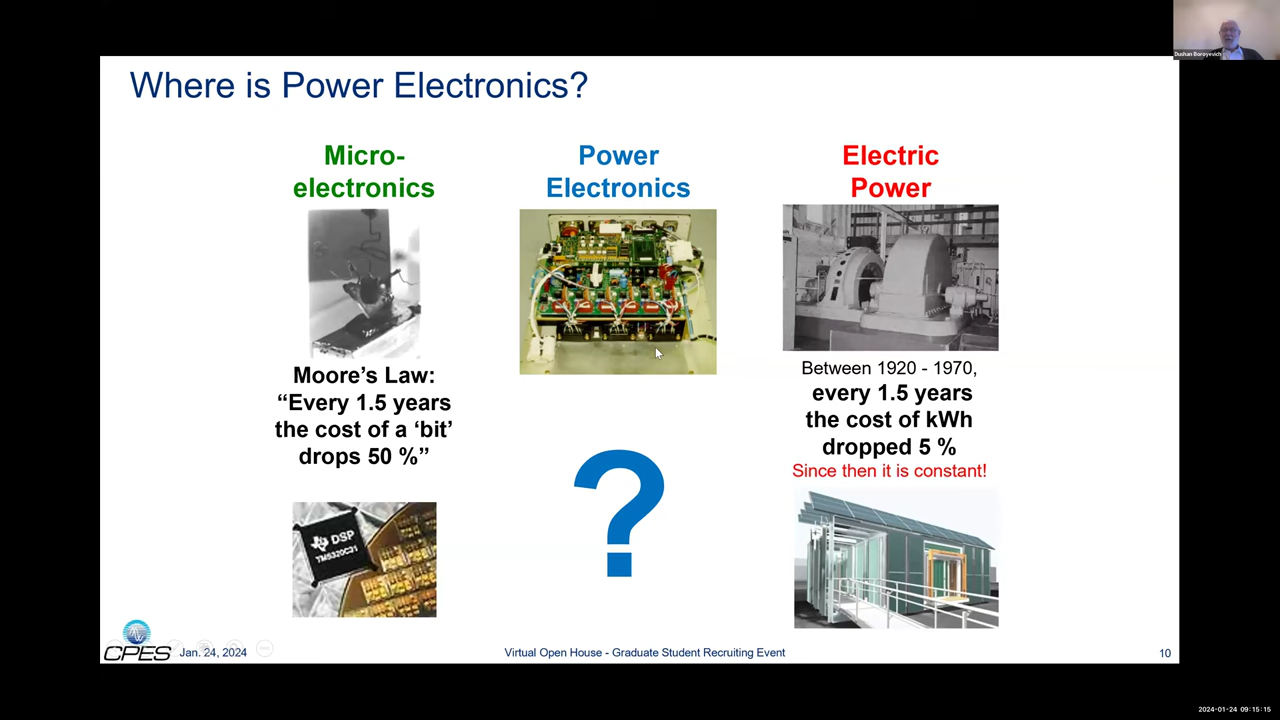 Dushan Boroyevich
Where is Power Electronics?
Micro-
electronics
Moore's Law:
“Every 1.5 years
the cost of a ‘bit’
drops 50 %”
DSP
TMS320C31
Power
Electronics
?
Electric
Power
Between 1920 - 1970,
every 1.5 years
the cost of kWh
dropped 5 %
Since then it is constant!
CPES
Jan. 24, 2024
Virtual Open House - Graduate Student Recruiting Event
10
2024-01-24 09:15:15